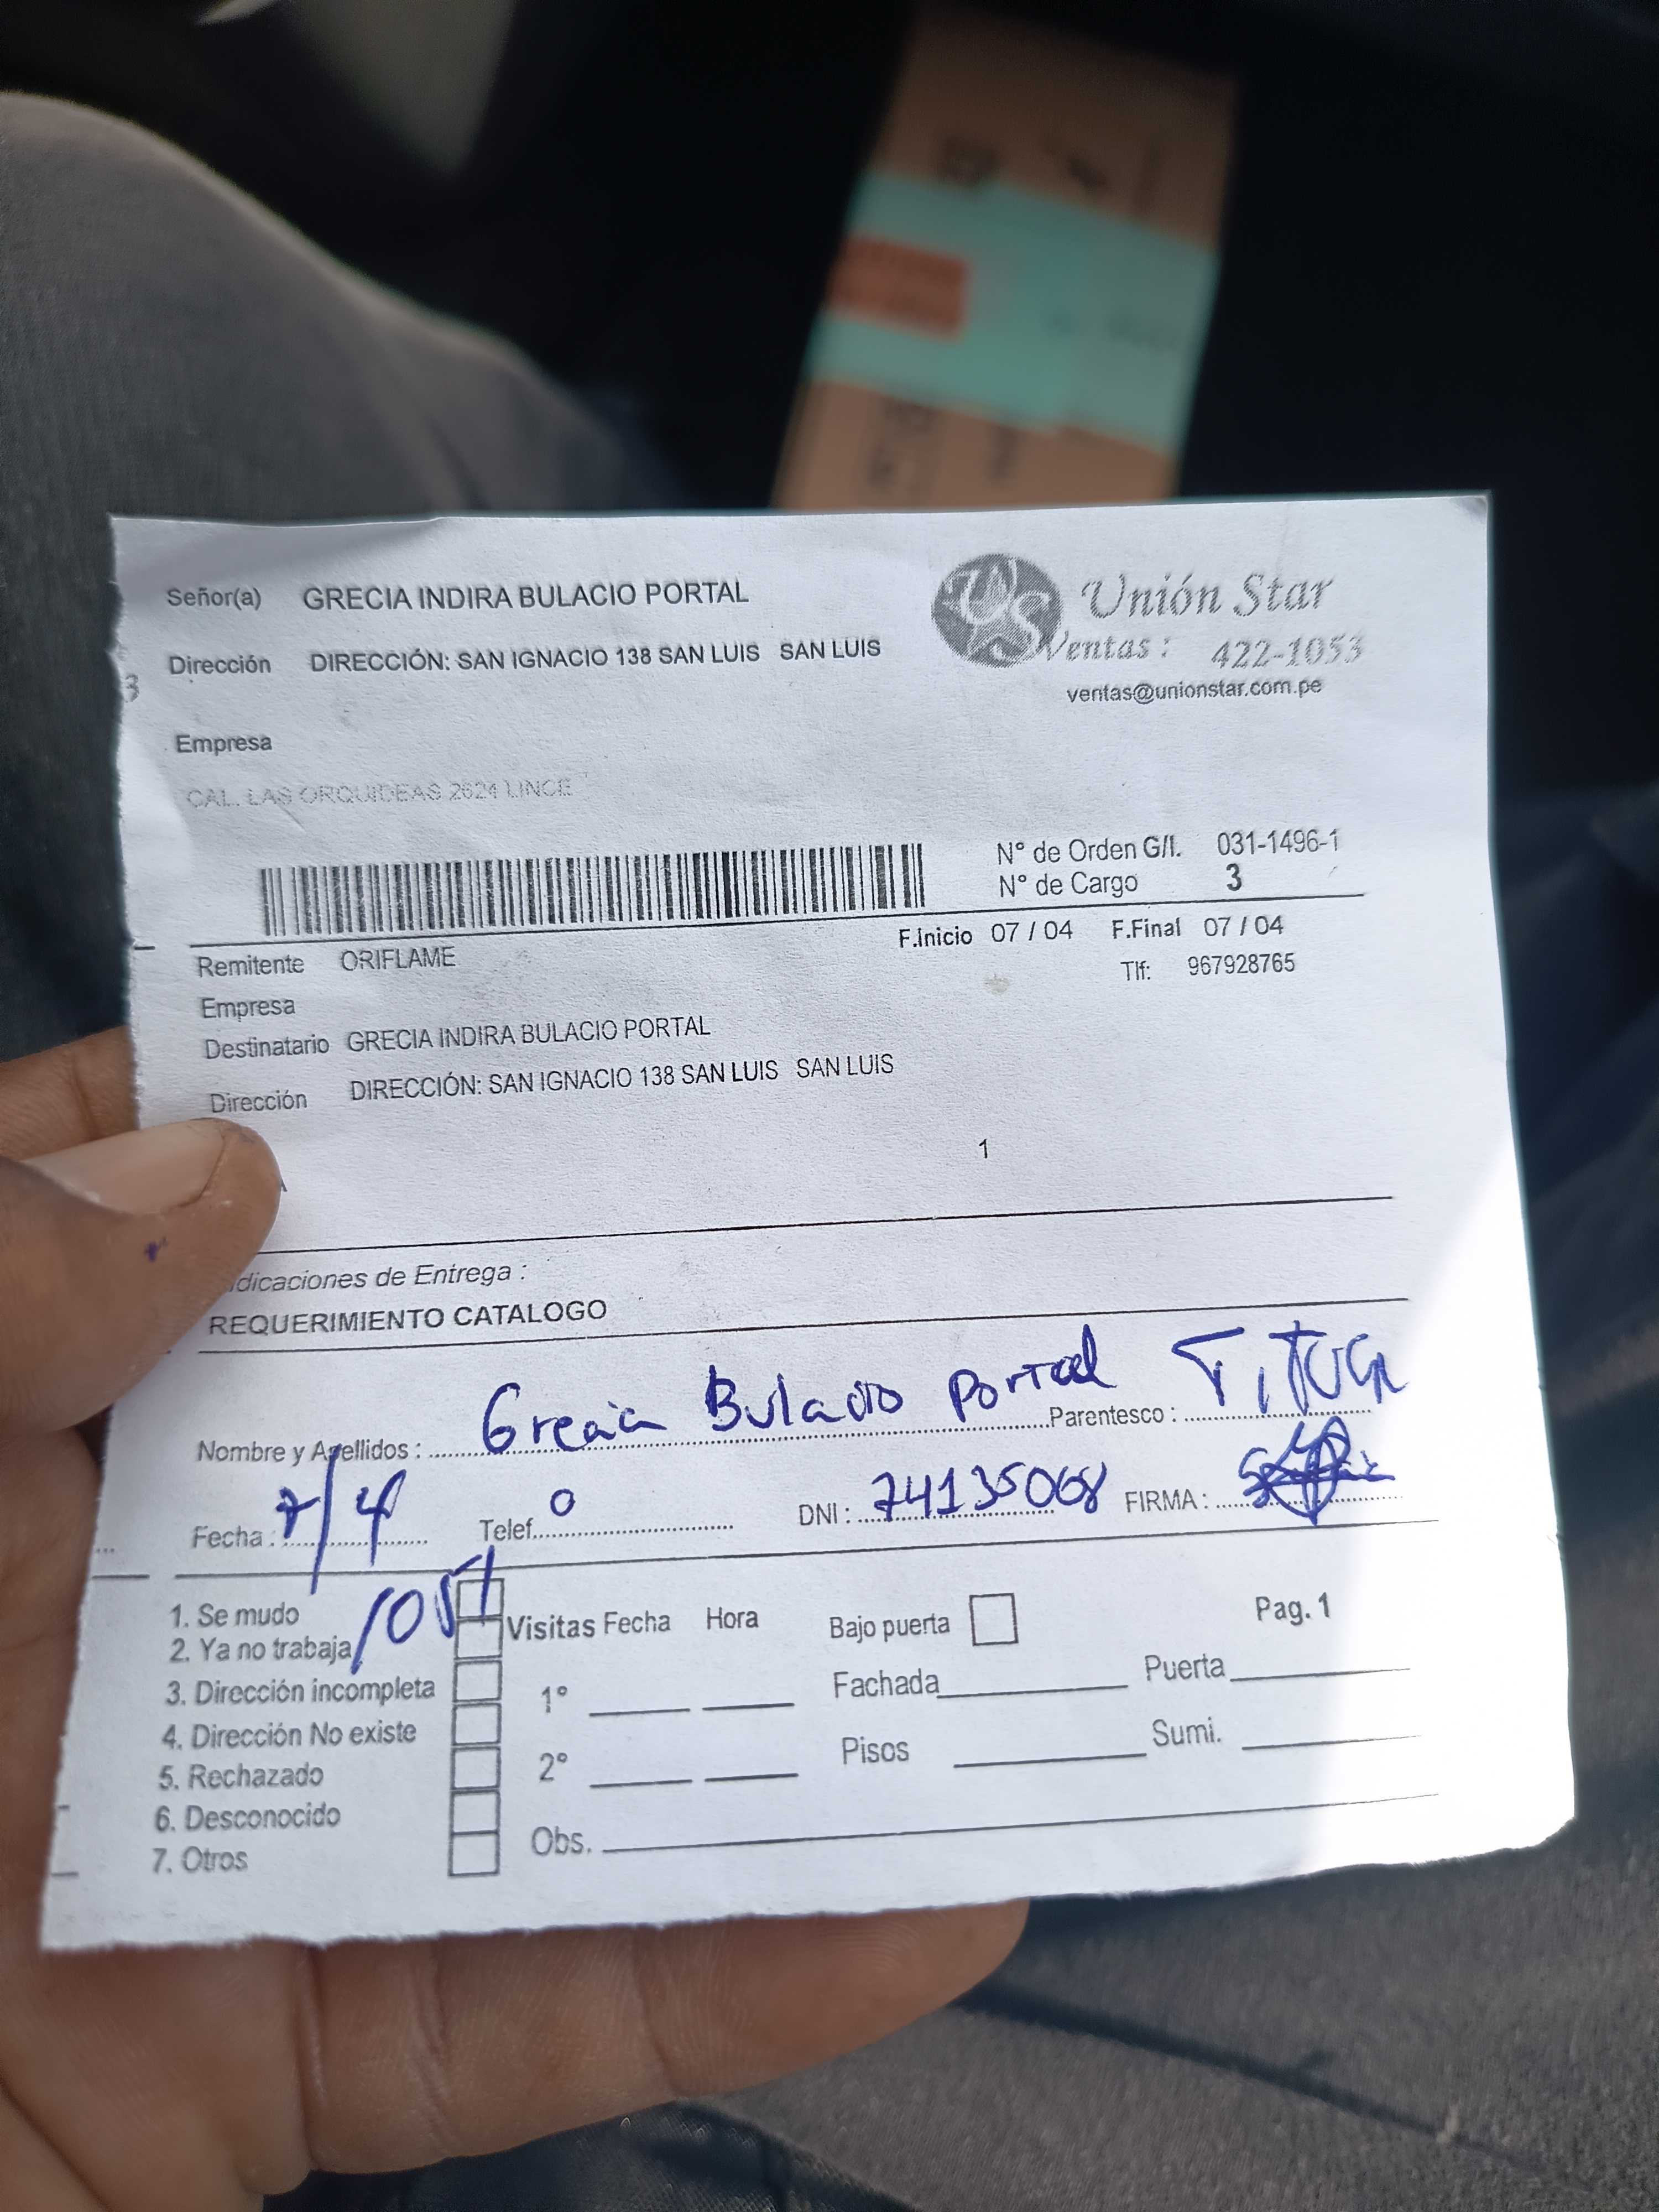 Señor(a) GRECIA INDIRA BULACIO PORTAL
Unión Star
Dirección DIRECCIÓN: SAN IGNACIO 138 SAN LUIS SAN LUIS
Ventas: 422-1053
3
ventas@unionstar.com.pe
Empresa
CAL. LAS ORQUIDEAS 2624 LINCE
N° de Orden G/I. 031-1496-1
N° de Cargo 3
F.Inicio 07 / 04 F.Final 07 / 04
Remitente ORIFLAME
Tlf: 967928765
Empresa
Destinatario GRECIA INDIRA BULACIO PORTAL
Dirección DIRECCIÓN: SAN IGNACIO 138 SAN LUIS SAN LUIS
1
dicaciones de Entrega :
REQUERIMIENTO CATALOGO
Nombre y Apellidos : Grecia Bulacio Portal Parentesco :
Fecha : 7/4 Telef. 0 DNI : 74135068 FIRMA :
1. Se mudo
Visitas Fecha Hora Bajo puerta Pag. 1
2. Ya no trabaja
3. Dirección incompleta 1° Fachada Puerta
4. Dirección No existe
5. Rechazado 2° Pisos Sumi.
6. Desconocido
7. Otros Obs.